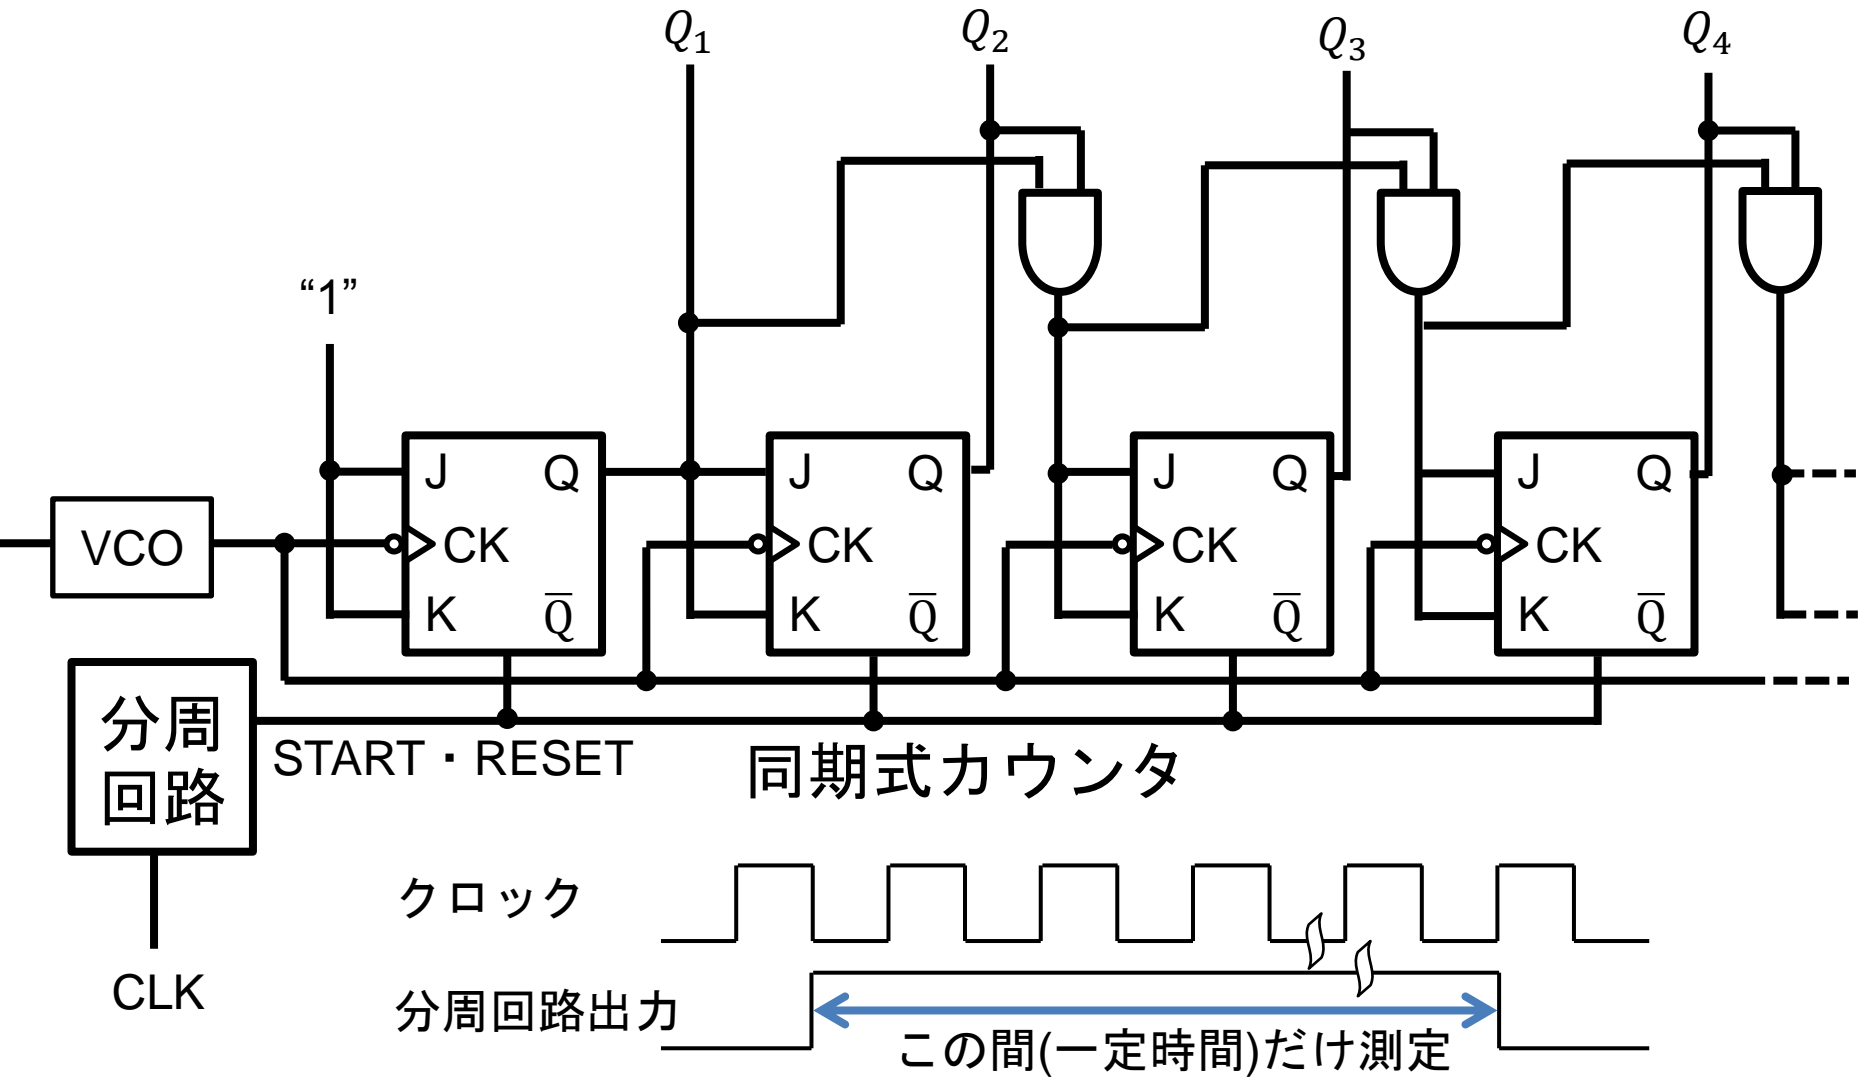 Q₁
Q₂
Q₃
Q₄
“1”
J Q
CK
K Q̅
J Q
CK
K Q̅
J Q
CK
K Q̅
J Q
CK
K Q̅
VCO
分周
回路
START・RESET
同期式カウンタ
CLK
クロック
分周回路出力
この間(一定時間)だけ測定